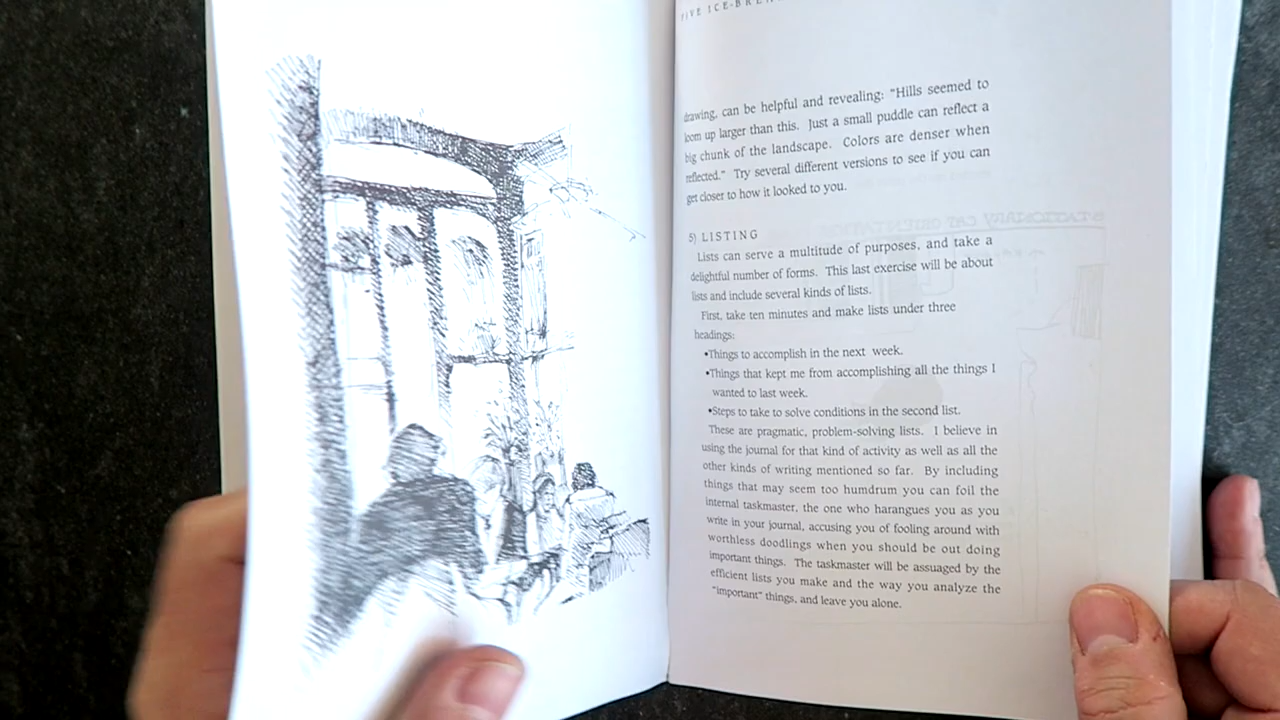 FIVE ICE-BREA
drawing, can be helpful and revealing: "Hills seemed to
loom up larger than this. Just a small puddle can reflect a
big chunk of the landscape. Colors are denser when
reflected." Try several different versions to see if you can
get closer to how it looked to you.
5) LISTING
Lists can serve a multitude of purposes, and take a
delightful number of forms. This last exercise will be about
lists and include several kinds of lists.
First, take ten minutes and make lists under three
headings:
•Things to accomplish in the next week.
•Things that kept me from accomplishing all the things I
wanted to last week.
•Steps to take to solve conditions in the second list.
These are pragmatic, problem-solving lists. I believe in
using the journal for that kind of activity as well as all the
other kinds of writing mentioned so far. By including
things that may seem too humdrum you can foil the
internal taskmaster, the one who harangues you as you
write in your journal, accusing you of fooling around with
worthless doodlings when you should be out doing
important things. The taskmaster will be assuaged by the
efficient lists you make and the way you analyze the
"important" things, and leave you alone.